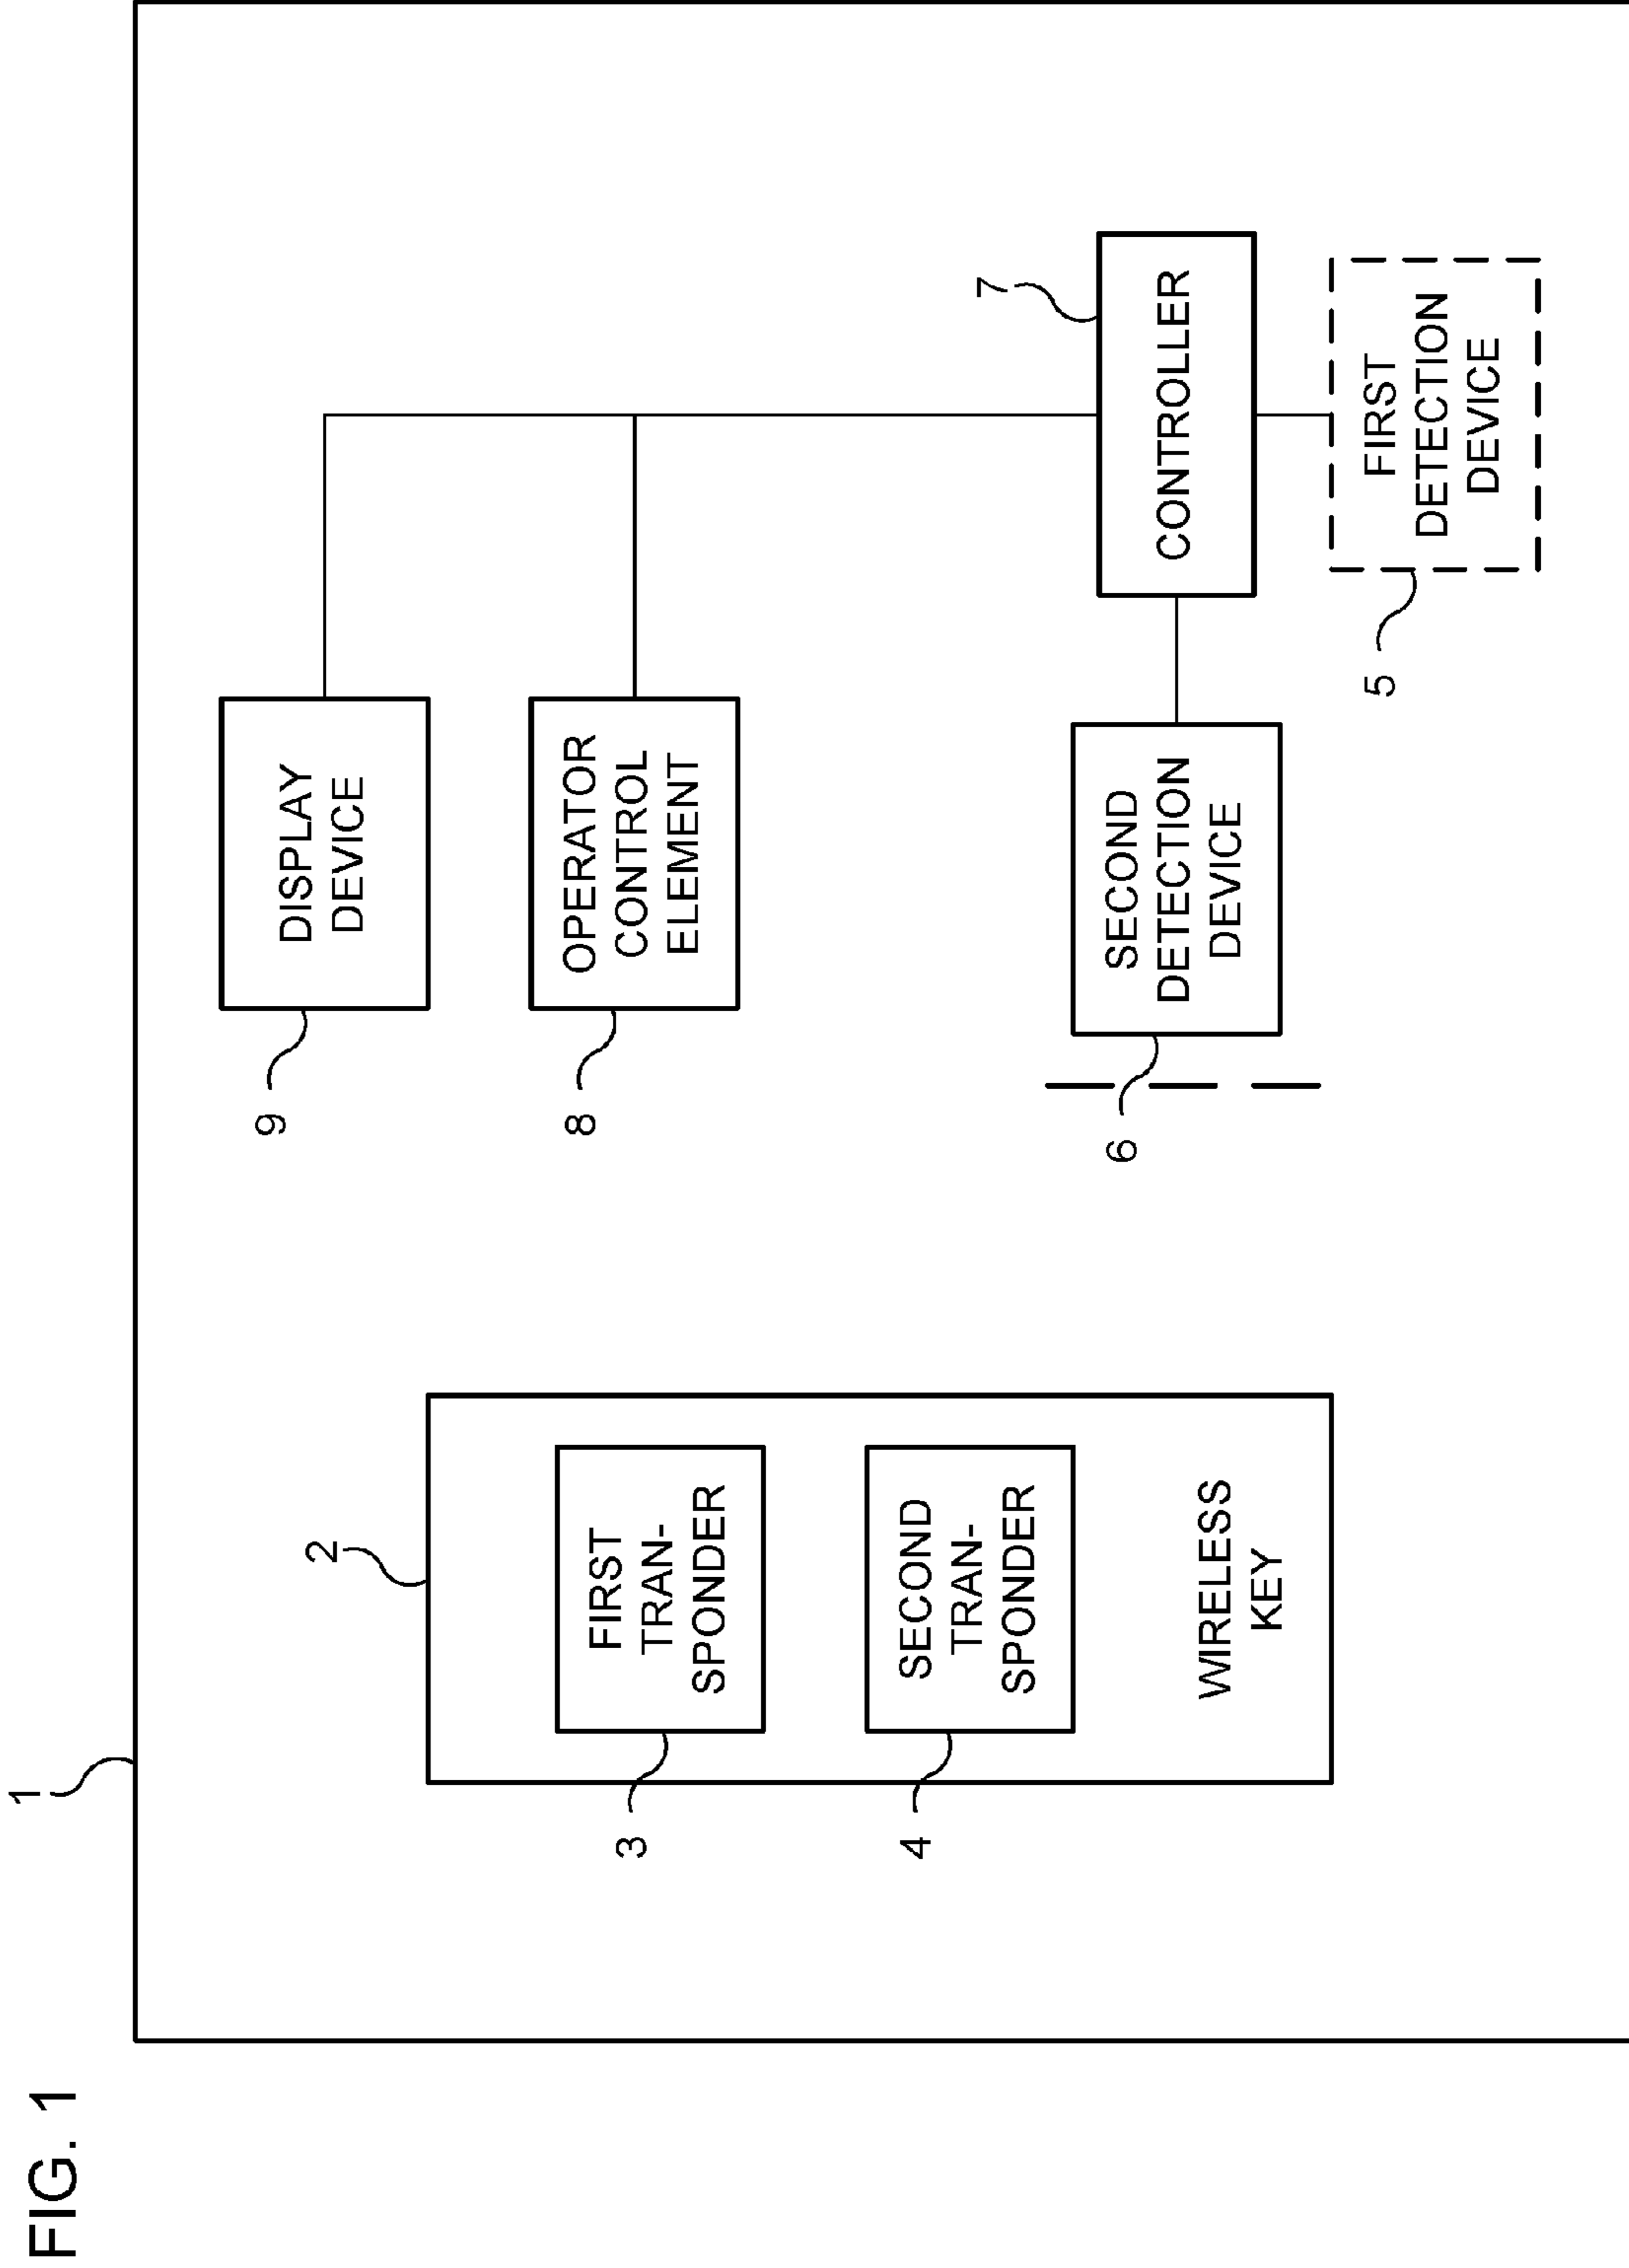 FIG. 1
1
2
3
FIRST
TRAN-
SPONDER
4
SECOND
TRAN-
SPONDER
WIRELESS
KEY
9
DISPLAY
DEVICE
8
OPERATOR
CONTROL
ELEMENT
6
SECOND
DETECTION
DEVICE
7
CONTROLLER
5
FIRST
DETECTION
DEVICE